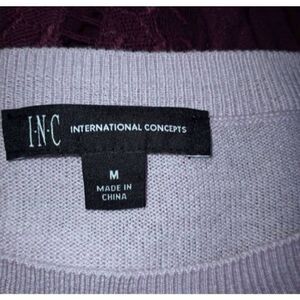 I·N·C INTERNATIONAL CONCEPTS
M
MADE IN
CHINA